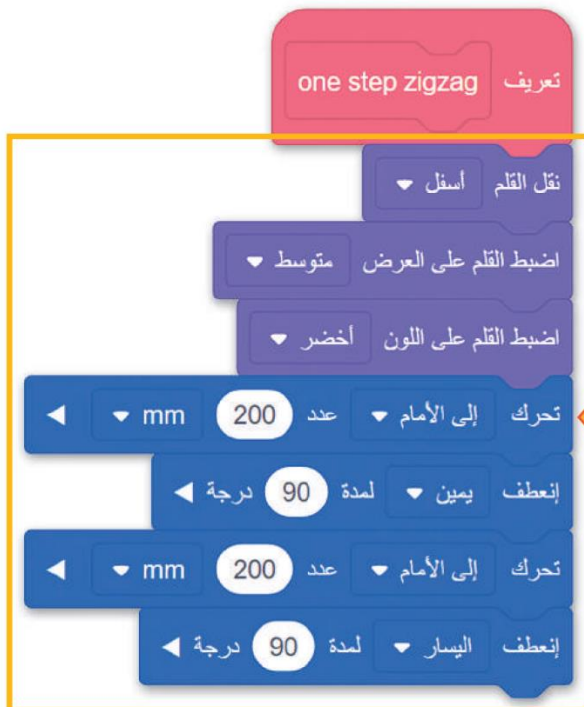 تعريف one step zigzag
نقل القلم أسفل
اضبط القلم على العرض متوسط
اضبط القلم على اللون أخضر
تحرك إلى الأمام عدد 200 mm
إنعطف يمين لمدة 90 درجة
تحرك إلى الأمام عدد 200 mm
إنعطف اليسار لمدة 90 درجة